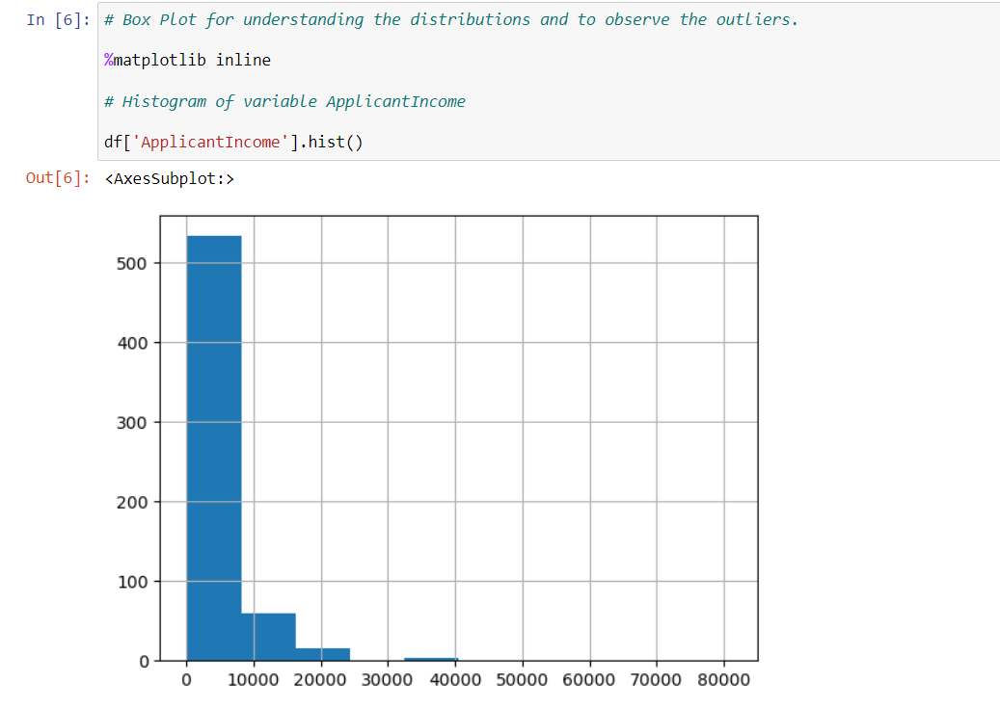 In [6]: # Box Plot for understanding the distributions and to observe the outliers.
%matplotlib inline
# Histogram of variable ApplicantIncome
df['ApplicantIncome'].hist()
Out[6]: <AxesSubplot:>
500
400
300
200
100
0
0 10000 20000 30000 40000 50000 60000 70000 80000